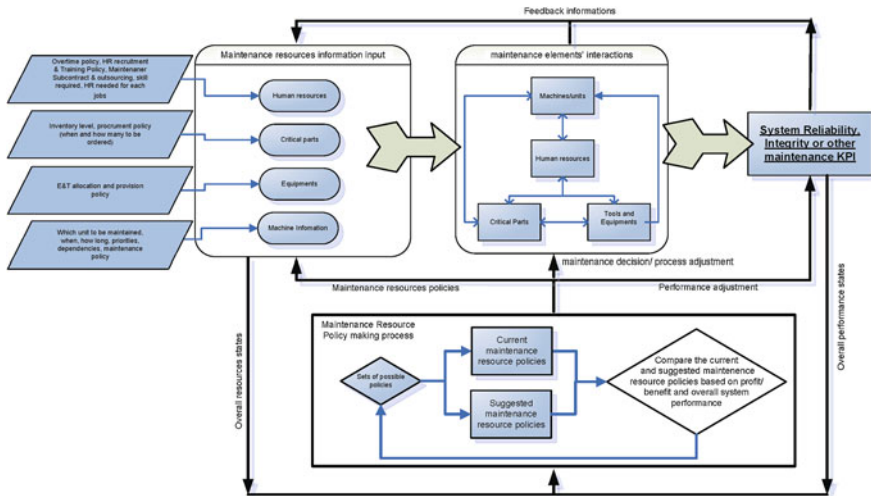 Feedback informations
Maintenance resources information input
maintenance elements' interactions
Overtime policy, HR recrutment
& Training Policy, Maintenaner
Subcontract & outsourcing, skill
required, HR needed for each
jobs
Human resources
Inventory level, procrument policy
(when and how many to be
ordered)
Critical parts
E&T allocation and provision
policy
Equipments
Which unit to be maintained,
when, how long, priorities,
dependencies, maintenance
policy
Machine Infomation
Machines/units
Human resources
Critical Parts
Tools and
Equipments
System Reliability,
Integrity or other
maintenance KPI
maintenance decision/ process adjustment
Maintenance resources policies
Performance adjustment
Overall resources states
Overall performance states
Maintenance Resource
Policy making process
Sets of possible
policies
Current
maintenance
resource policies
Suggested
maintenance
resource policies
Compare the current
and suggested maintenence
resource policies based on profit/
benefit and overall system
performance